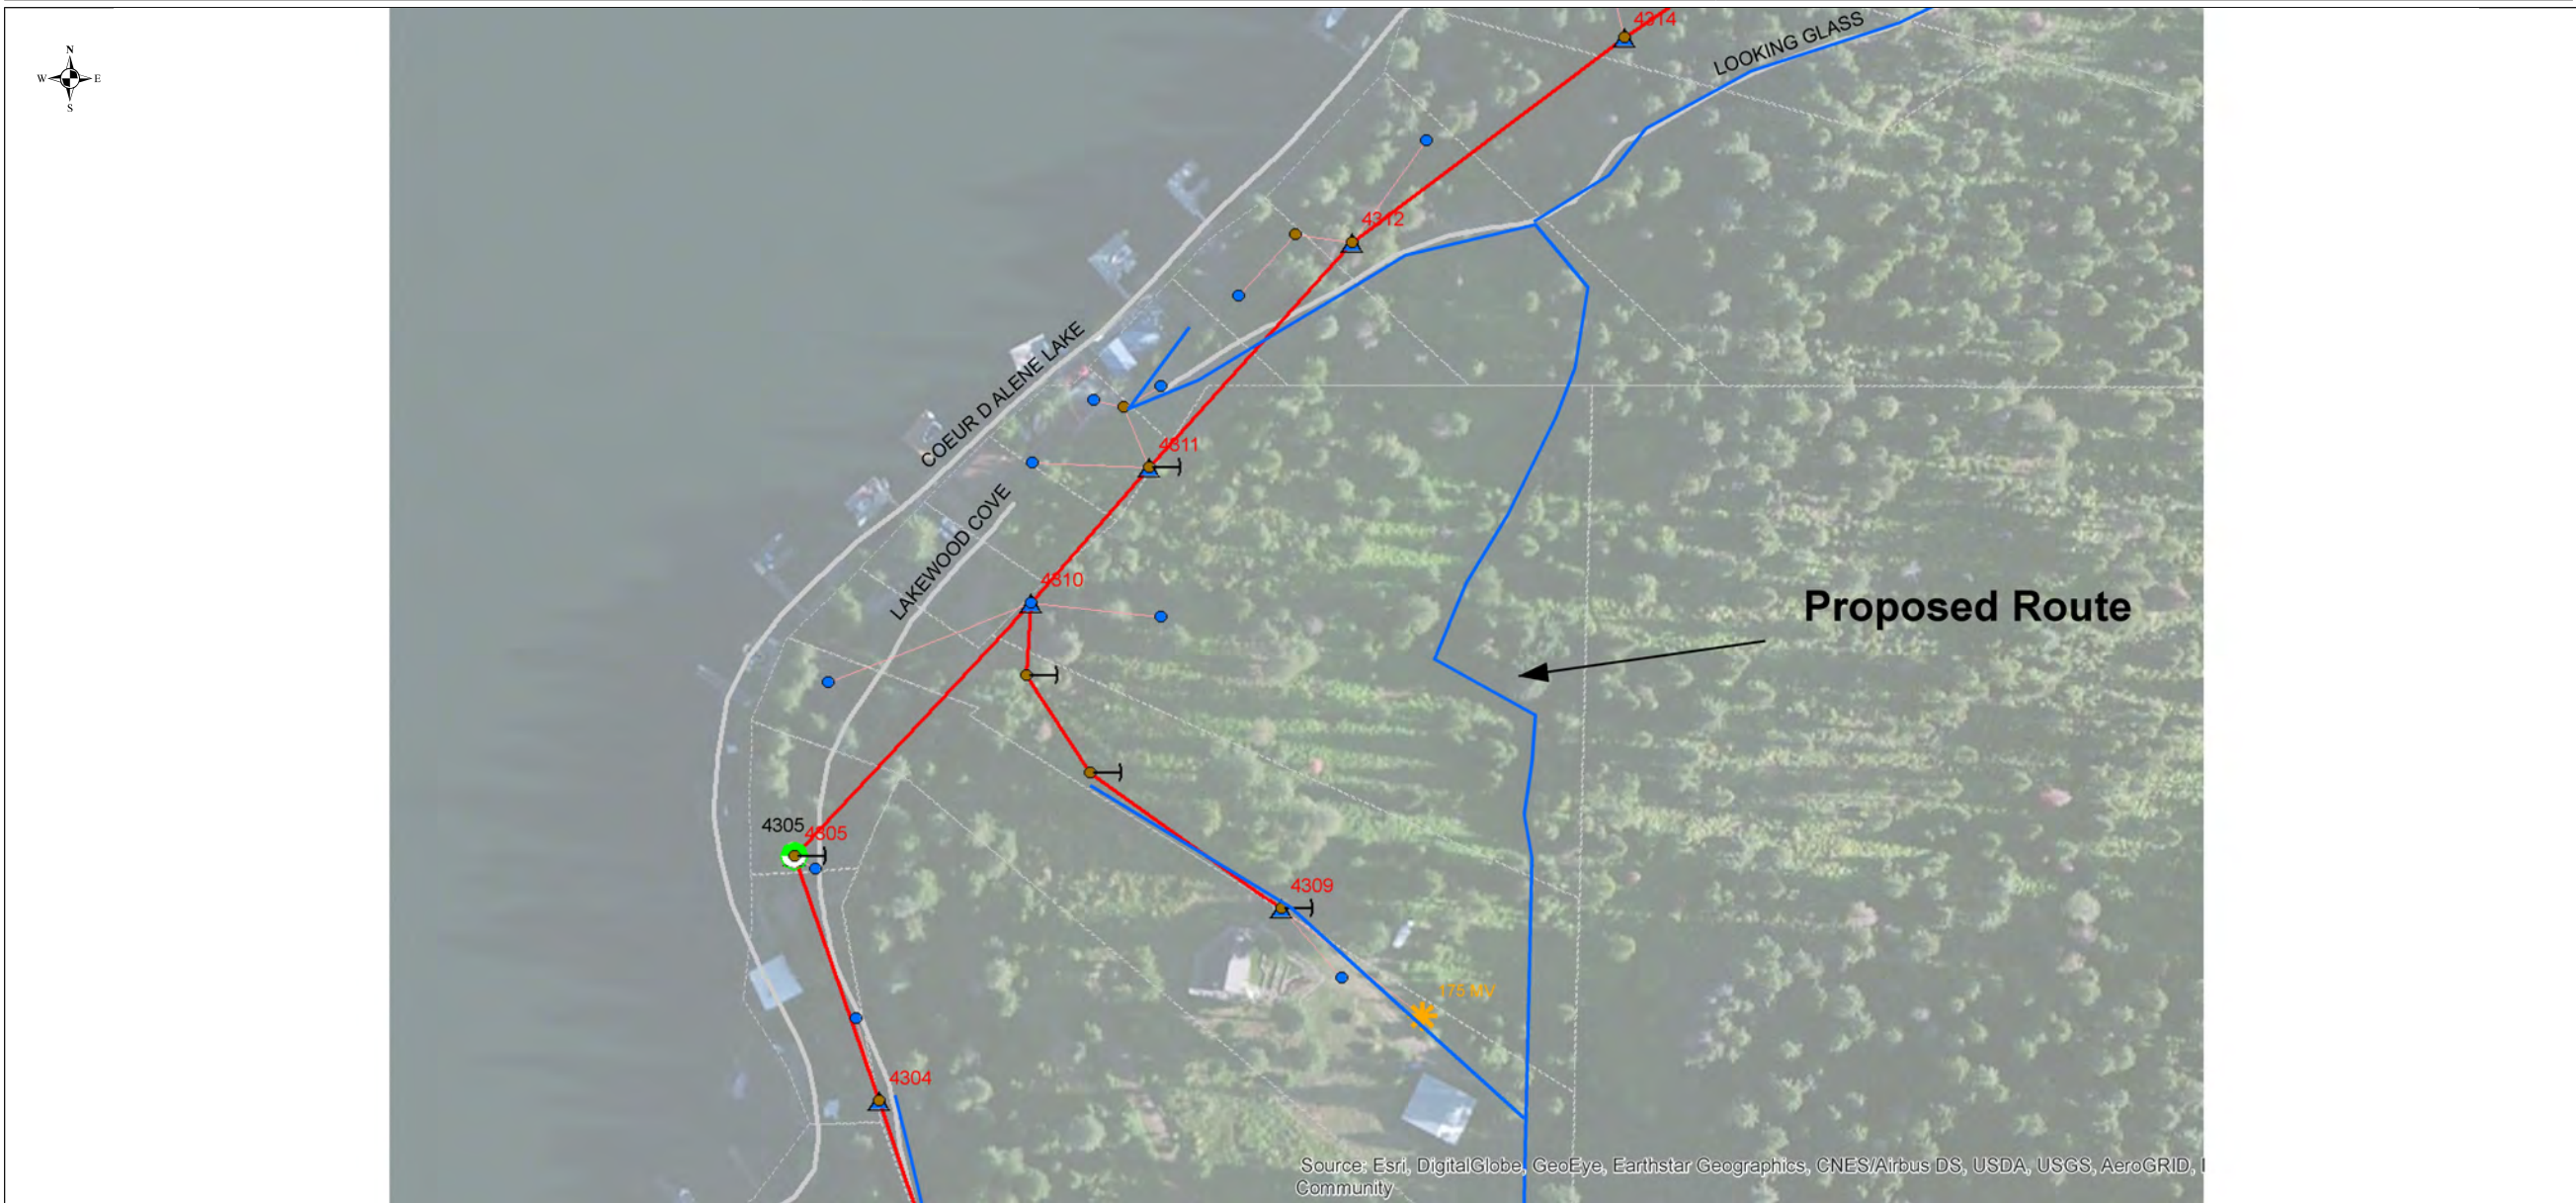 N
W E
S
4314
LOOKING GLASS
4312
COEUR D ALENE LAKE
4311
LAKEWOOD COVE
4310
Proposed Route
4305
4305
4309
175 MV
4304
Source: Esri, DigitalGlobe, GeoEye, Earthstar Geographics, CNES/Airbus DS, USDA, USGS, AeroGRID, I
Community